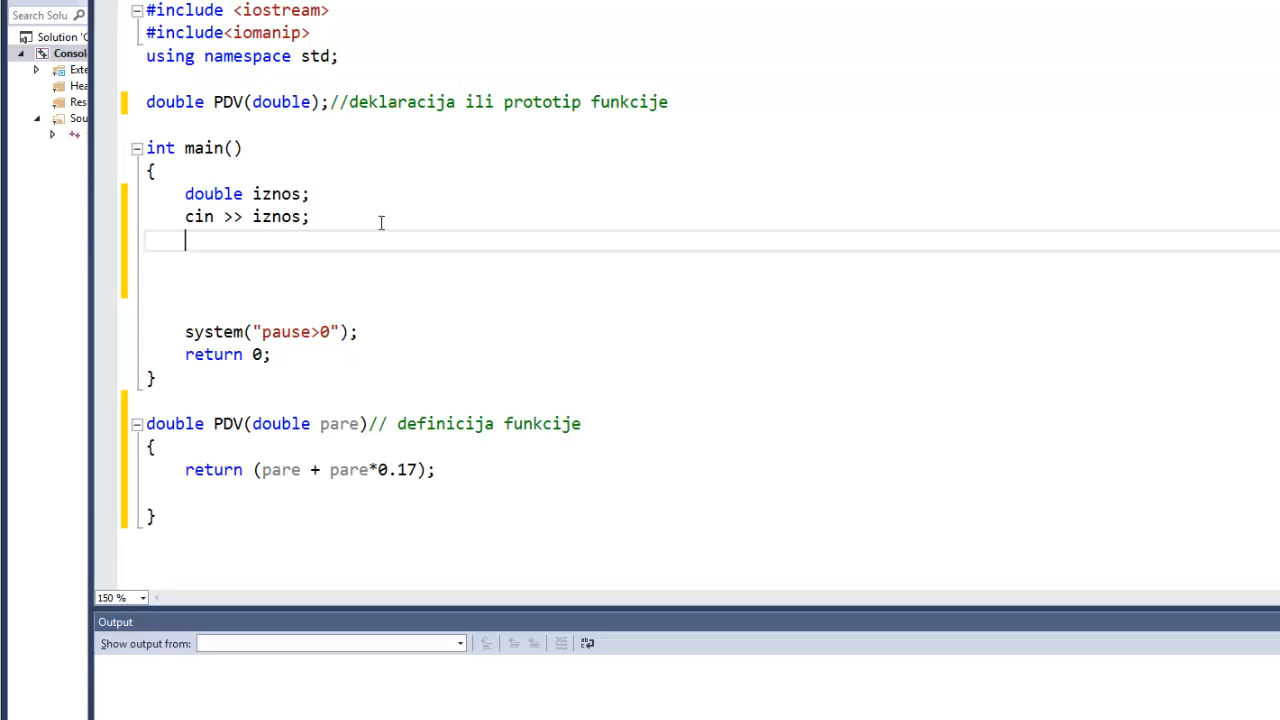 Search Solu
Solution 'C
Consol
Exte
Hea
Res
Sou
#include <iostream>
#include<iomanip>
using namespace std;
double PDV(double);//deklaracija ili prototip funkcije
int main()
{
double iznos;
cin >> iznos;
system("pause>0");
return 0;
}
double PDV(double pare)// definicija funkcije
{
return (pare + pare*0.17);
}
150 %
Output
Show output from: